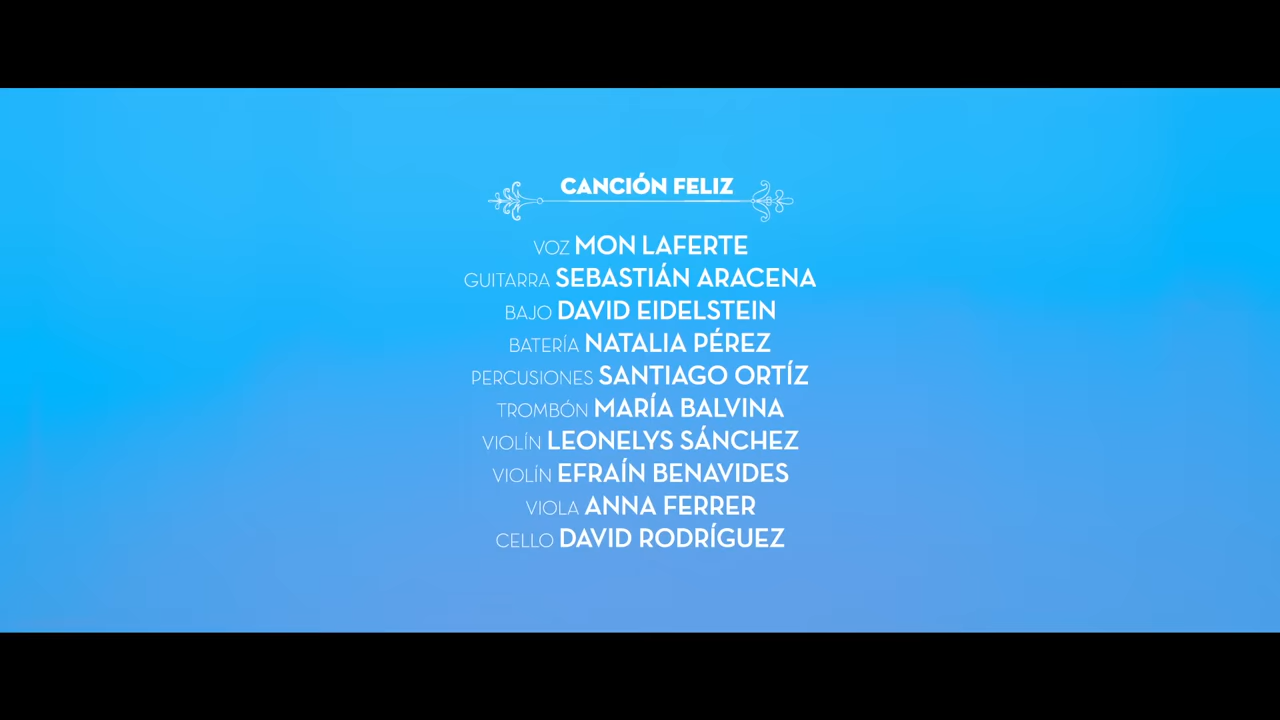 CANCIÓN FELIZ
VOZ MON LAFERTE
GUITARRA SEBASTIÁN ARACENA
BAJO DAVID EIDELSTEIN
BATERÍA NATALIA PÉREZ
PERCUSIONES SANTIAGO ORTÍZ
TROMBÓN MARÍA BALVINA
VIOLÍN LEONELYS SÁNCHEZ
VIOLÍN EFRAÍN BENAVIDES
VIOLA ANNA FERRER
CELLO DAVID RODRÍGUEZ